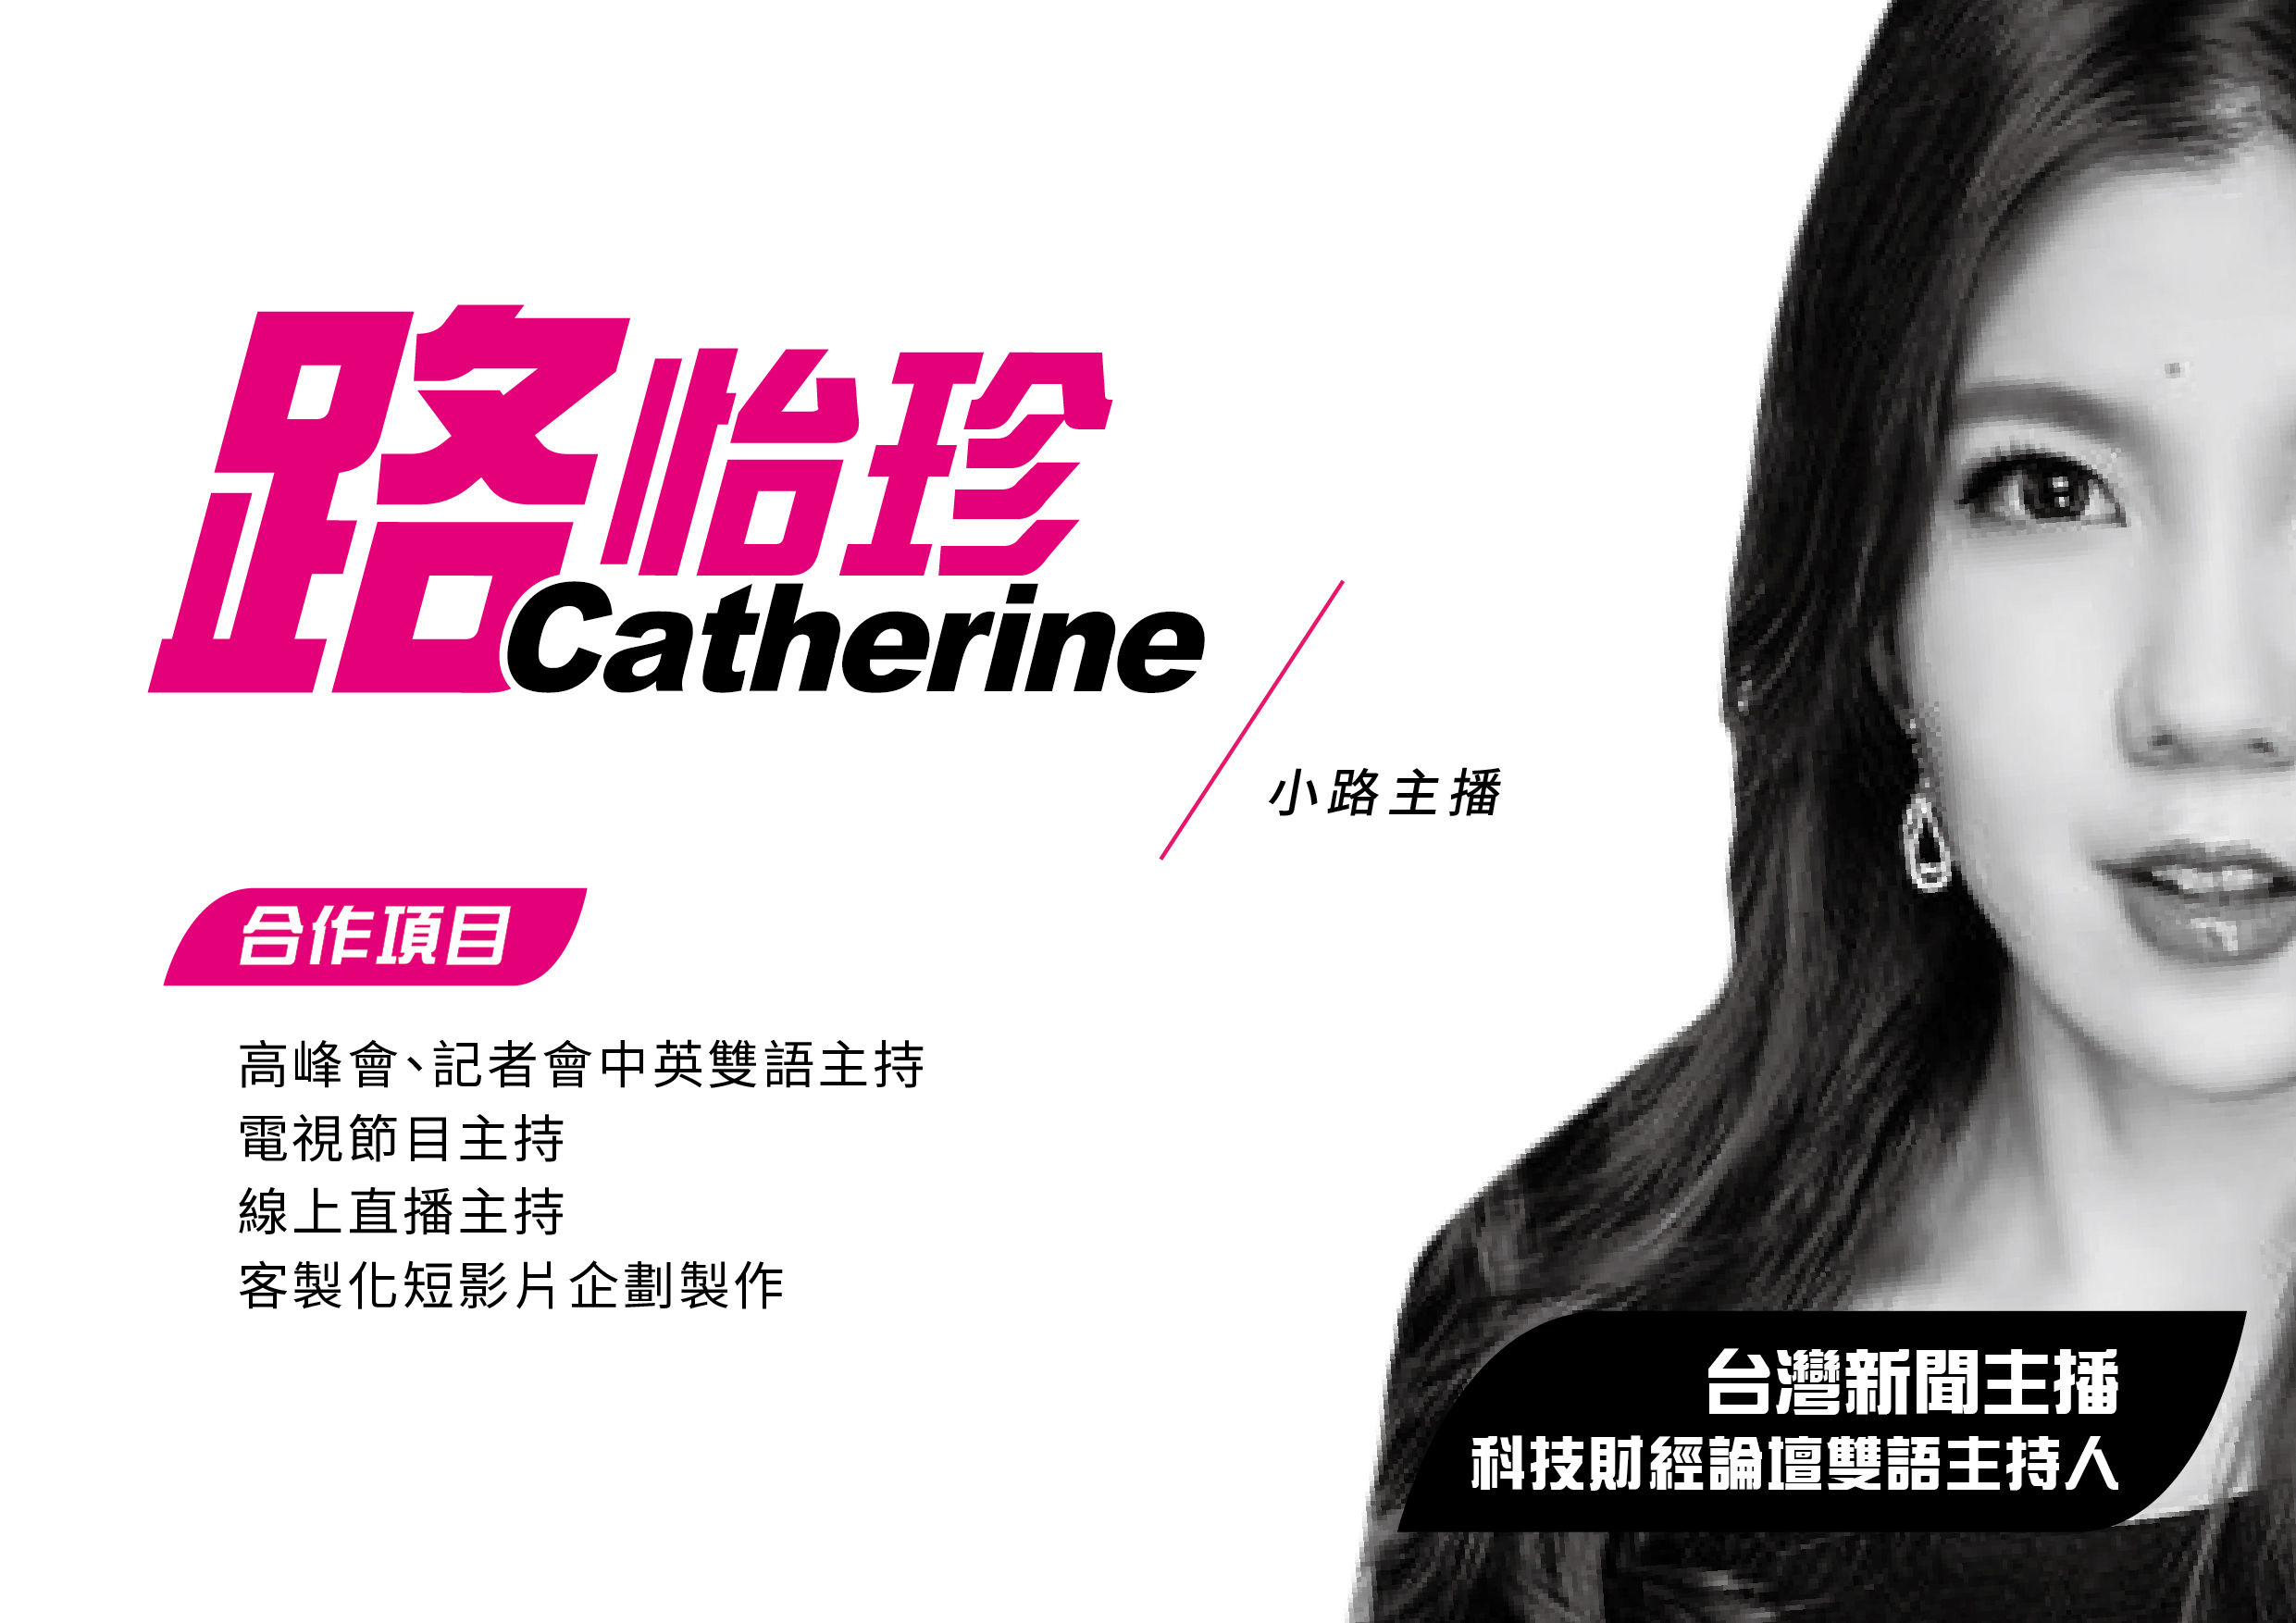 路怡珍
Catherine
小路主播
合作項目
高峰會、記者會中英雙語主持
電視節目主持
線上直播主持
客製化短影片企劃製作
台灣新聞主播
科技財經論壇雙語主持人